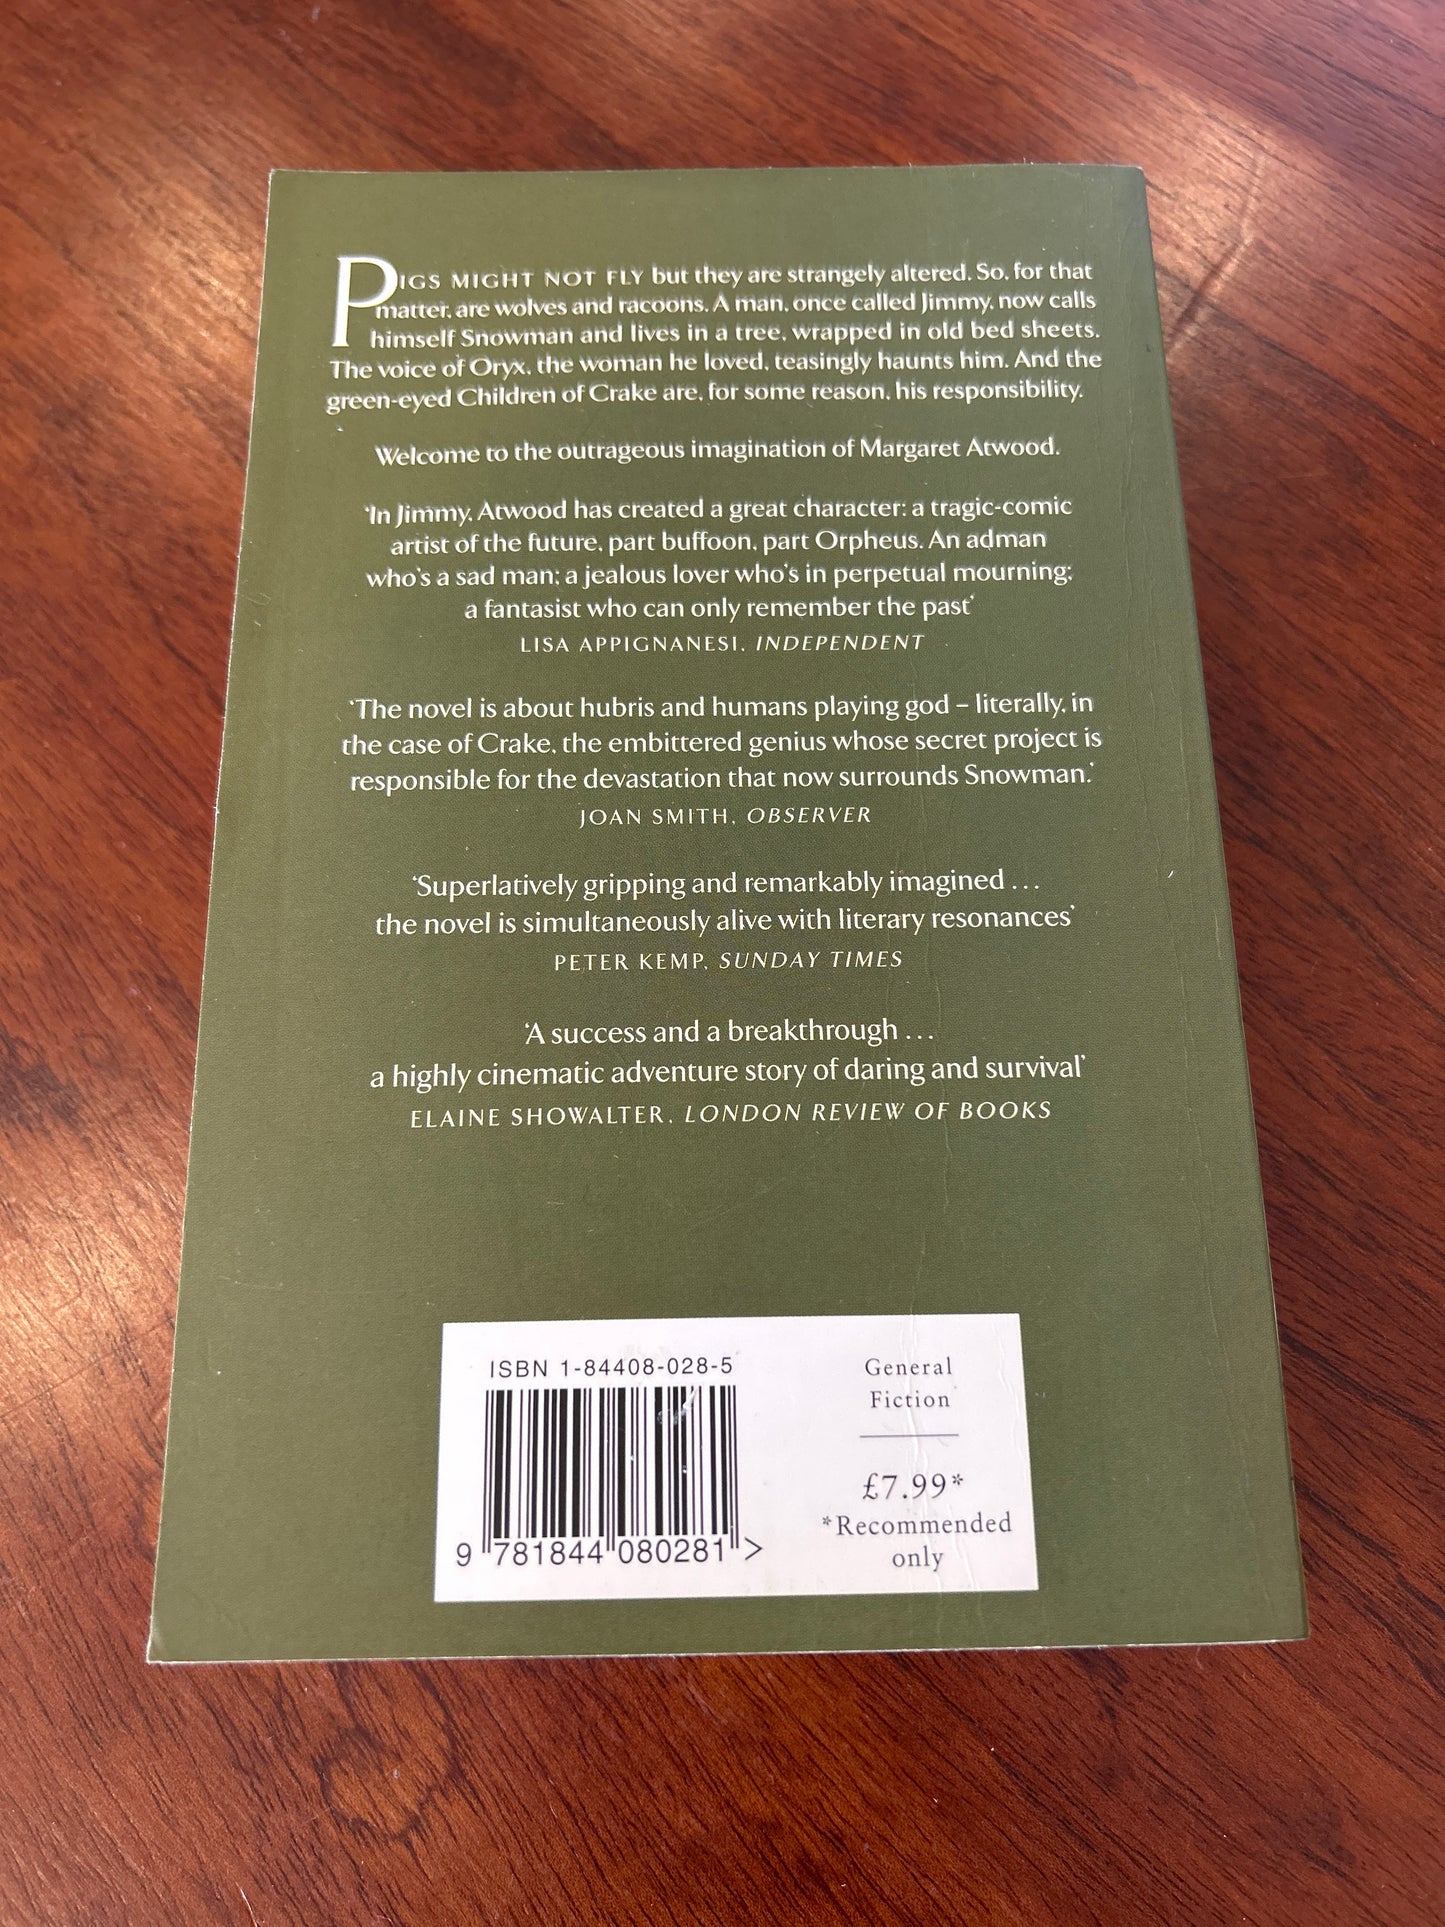 PIGS MIGHT NOT FLY but they are strangely altered. So, for that
matter, are wolves and racoons. A man, once called Jimmy, now calls
himself Snowman and lives in a tree, wrapped in old bed sheets.
The voice of Oryx, the woman he loved, teasingly haunts him. And the
green-eyed Children of Crake are, for some reason, his responsibility.
Welcome to the outrageous imagination of Margaret Atwood.
‘In Jimmy, Atwood has created a great character: a tragic-comic
artist of the future, part buffoon, part Orpheus. An adman
who’s a sad man; a jealous lover who’s in perpetual mourning;
a fantasist who can only remember the past’
LISA APPIGNANESI, INDEPENDENT
‘The novel is about hubris and humans playing god – literally, in
the case of Crake, the embittered genius whose secret project is
responsible for the devastation that now surrounds Snowman.’
JOAN SMITH, OBSERVER
‘Superlatively gripping and remarkably imagined ...
the novel is simultaneously alive with literary resonances’
PETER KEMP, SUNDAY TIMES
‘A success and a breakthrough ...
a highly cinematic adventure story of daring and survival’
ELAINE SHOWALTER, LONDON REVIEW OF BOOKS
ISBN 1-84408-028-5
9 781844 080281 >
General
Fiction
£7.99*
*Recommended
only